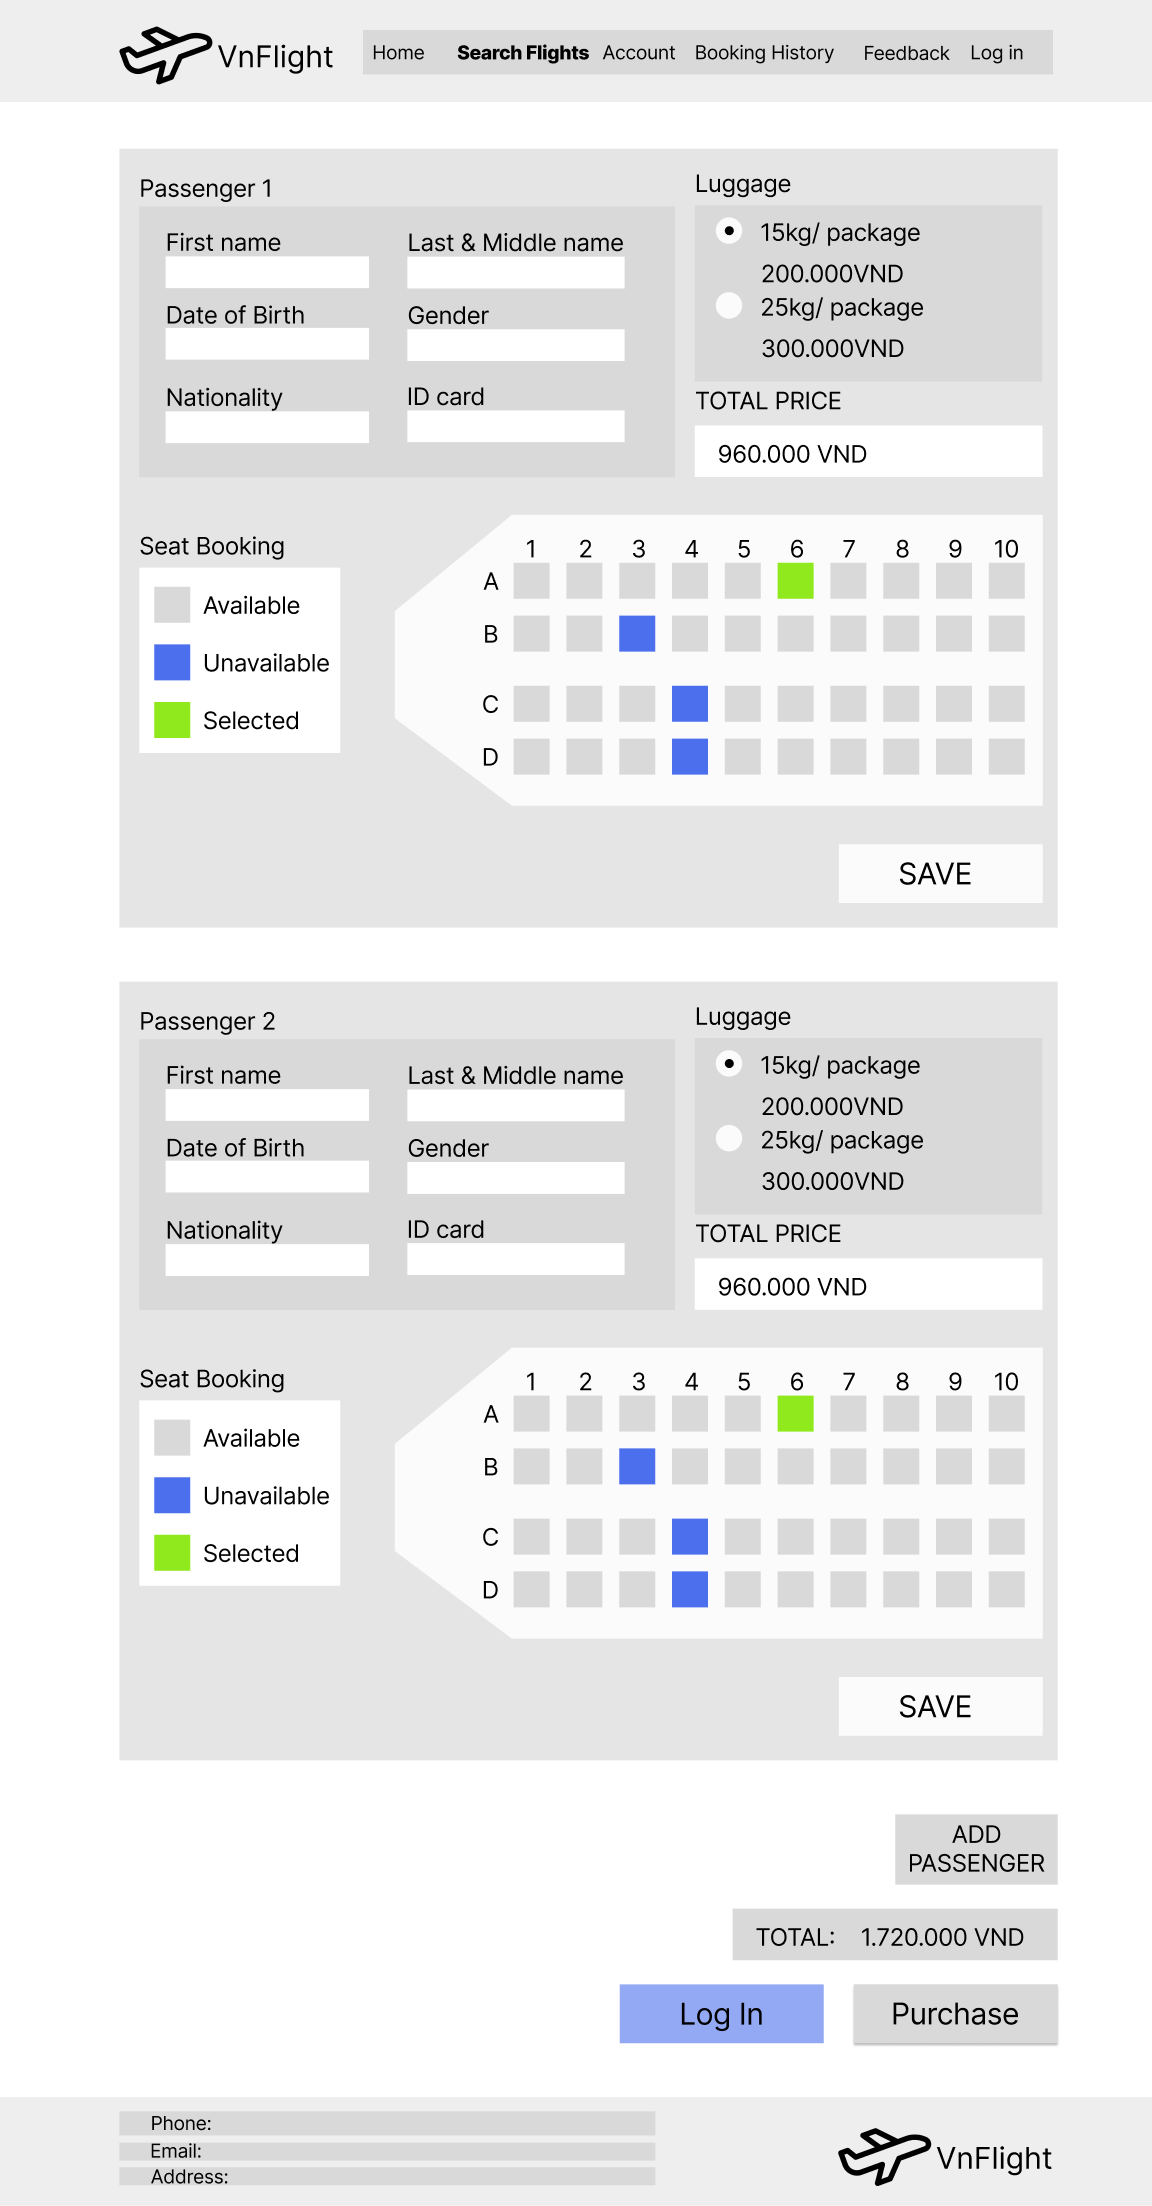 VnFlight
Home Search Flights Account Booking History Feedback Log in
Passenger 1
First name Last & Middle name
Date of Birth Gender
Nationality ID card
Luggage
15kg/ package
200.000VND
25kg/ package
300.000VND
TOTAL PRICE
960.000 VND
Seat Booking
Available
Unavailable
Selected
1 2 3 4 5 6 7 8 9 10
A
B
C
D
SAVE
Passenger 2
First name Last & Middle name
Date of Birth Gender
Nationality ID card
Luggage
15kg/ package
200.000VND
25kg/ package
300.000VND
TOTAL PRICE
960.000 VND
Seat Booking
Available
Unavailable
Selected
1 2 3 4 5 6 7 8 9 10
A
B
C
D
SAVE
ADD
PASSENGER
TOTAL: 1.720.000 VND
Log In Purchase
Phone:
Email:
Address:
VnFlight